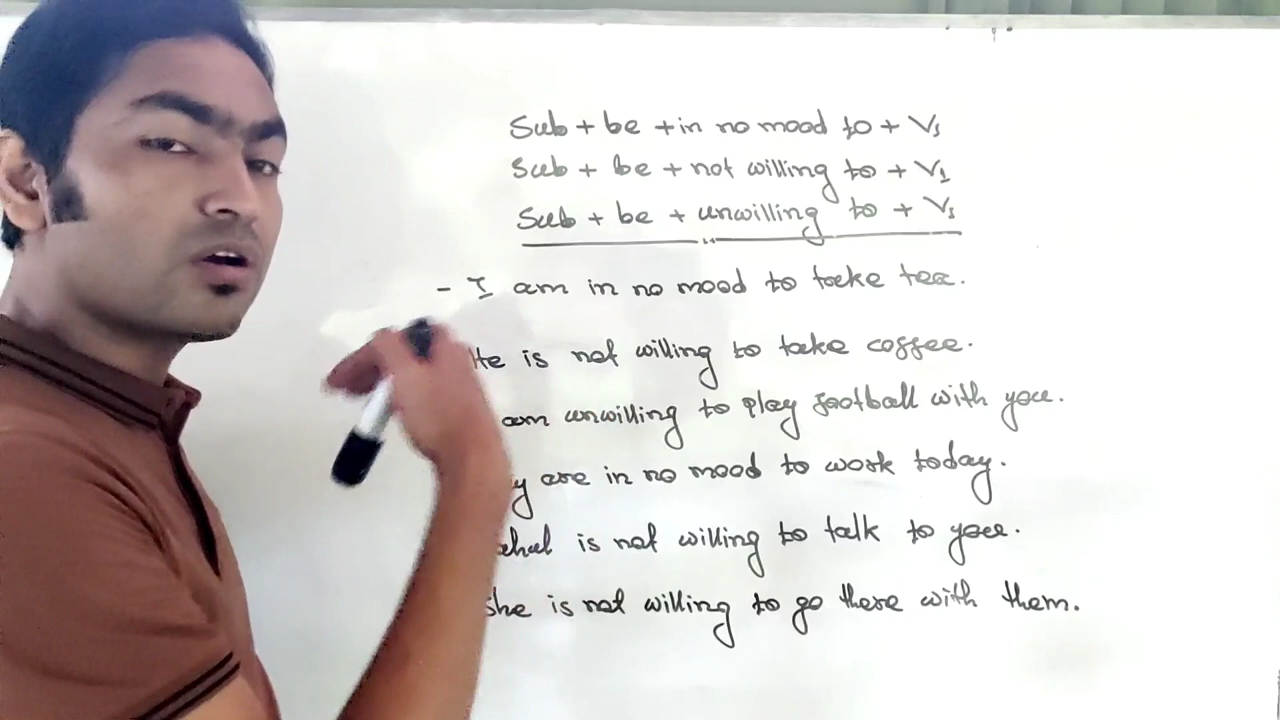 Sub + be + in no mood to + V₁
Sub + be + not willing to + V₁
Sub + be + unwilling to + V₁
- I am in no mood to take tea.
He is not willing to take coffee.
am unwilling to play football with you.
are in no mood to work today.
is not willing to talk to you.
She is not willing to go there with them.